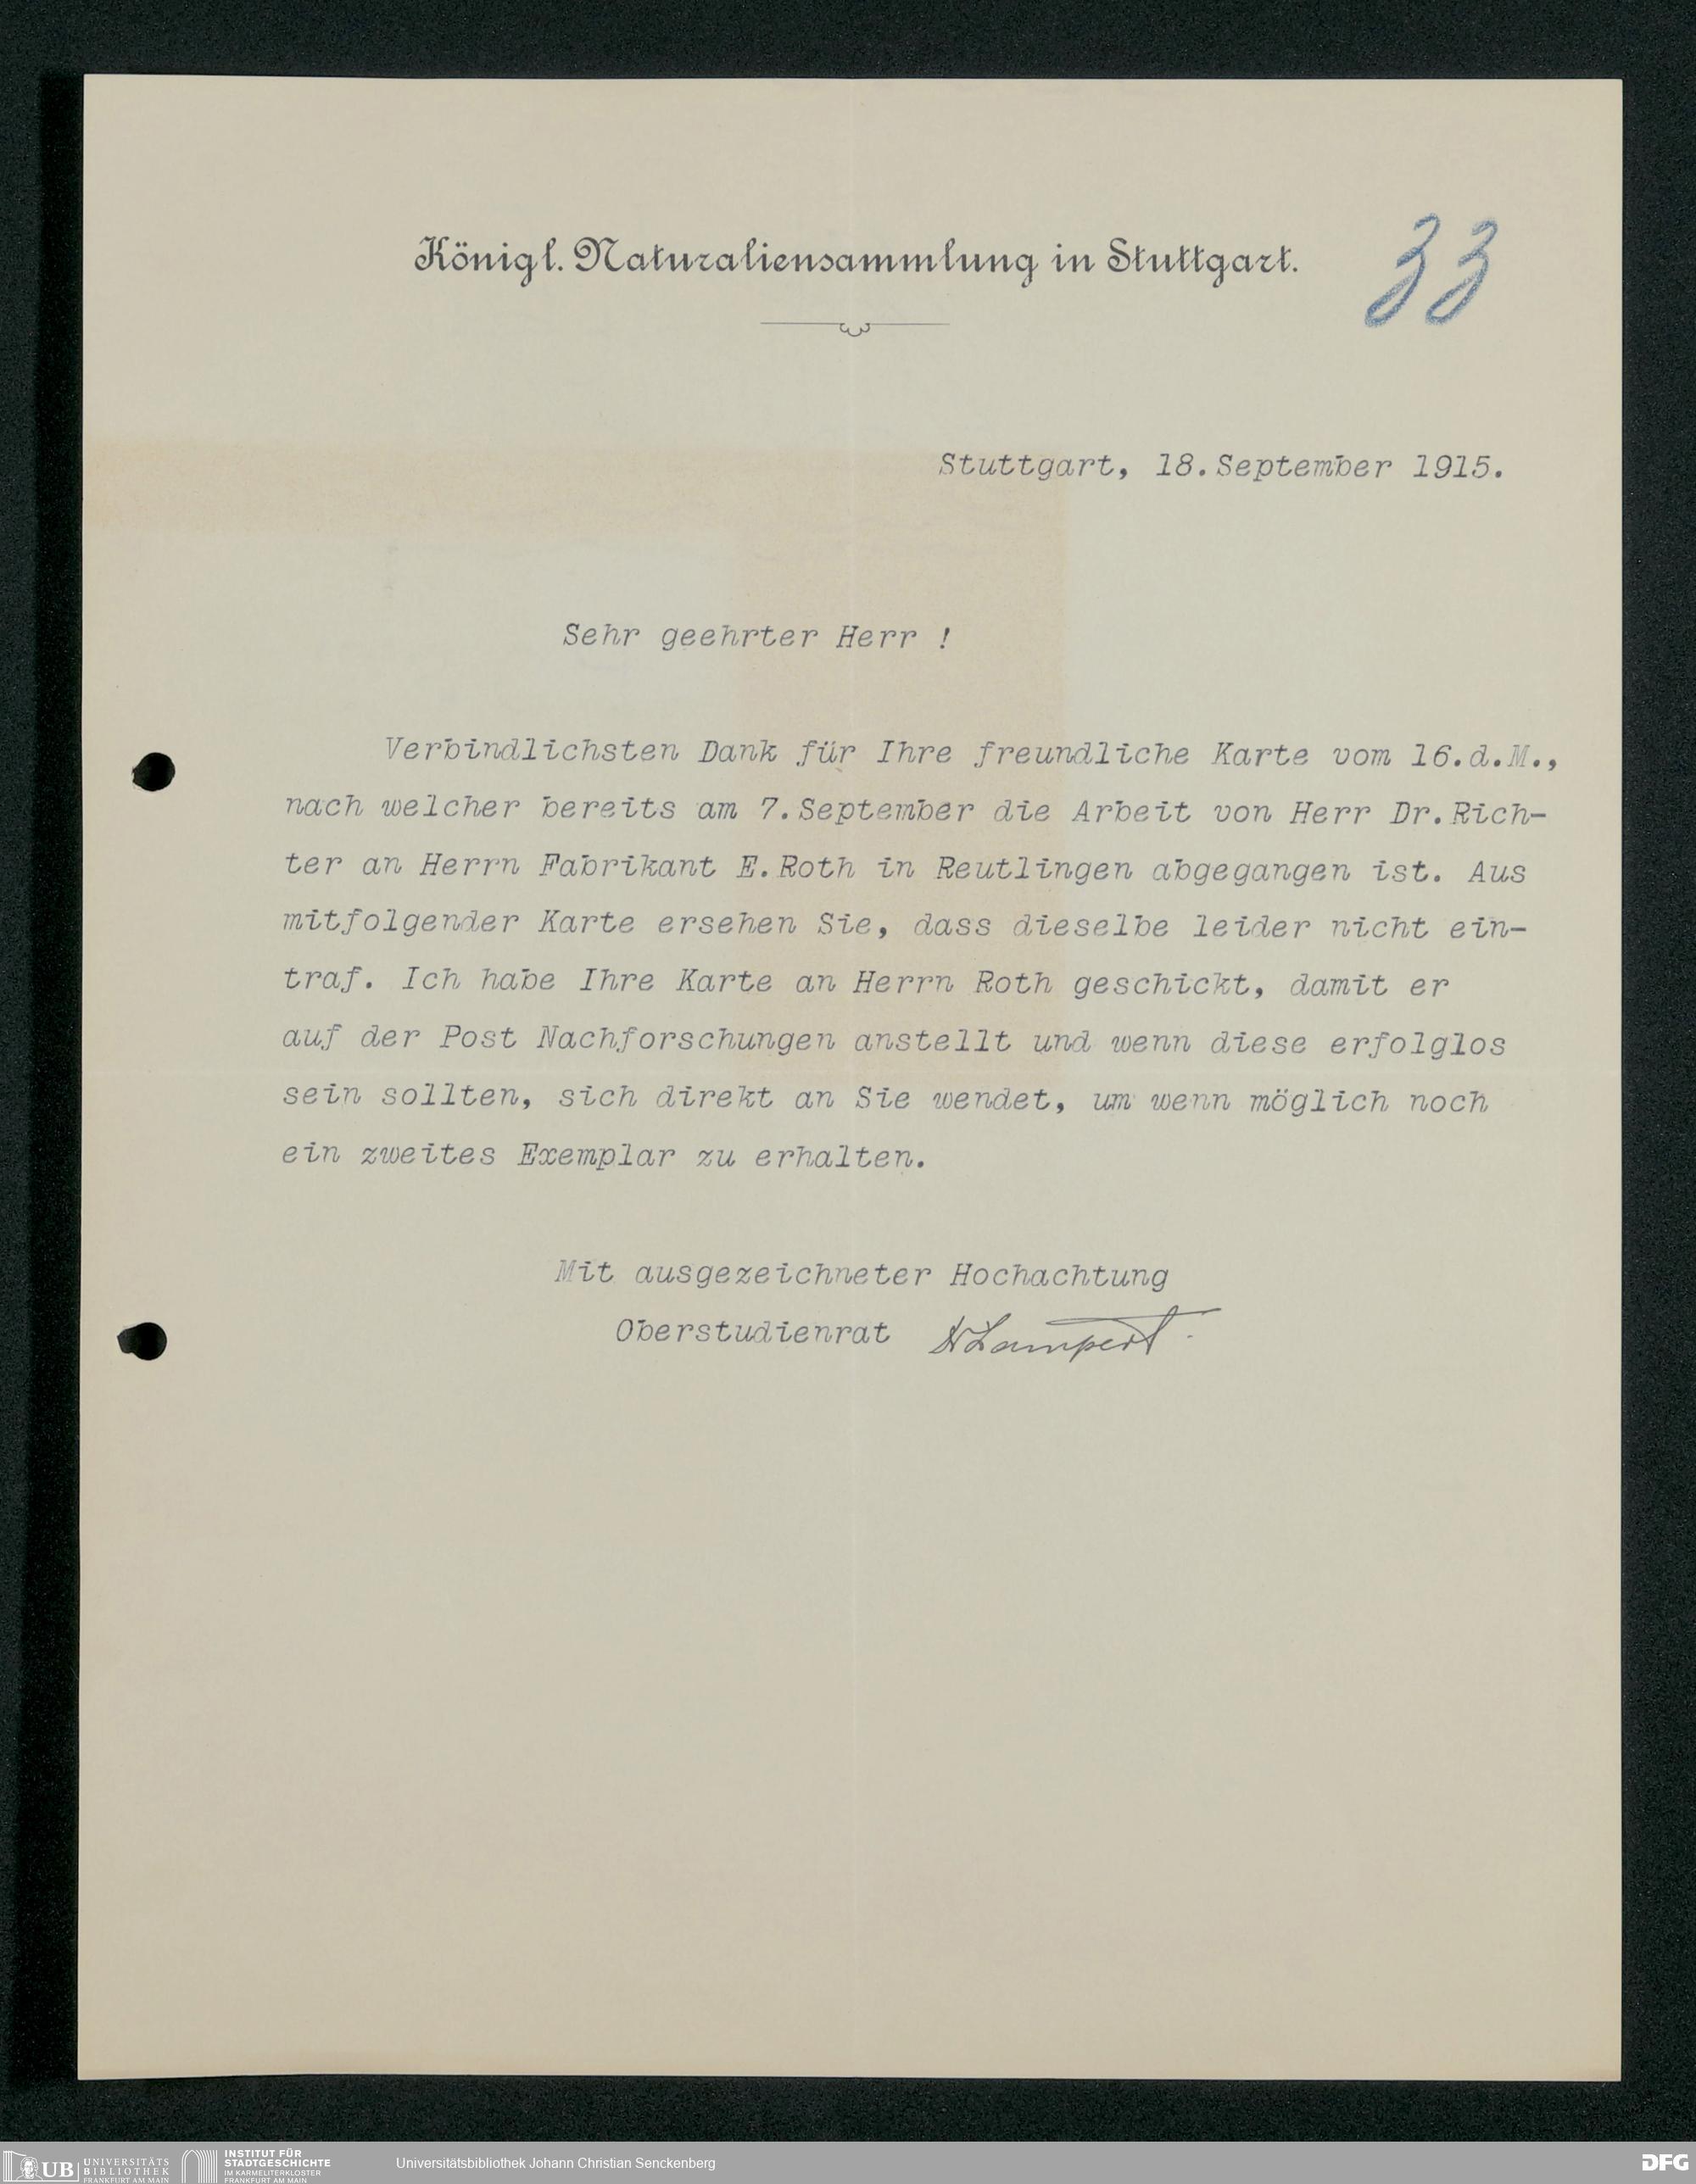 Königl. Naturaliensammlung in Stuttgart.
33
Stuttgart, 18.September 1915.
Sehr geehrter Herr !
Verbindlichsten Dank für Ihre freundliche Karte vom 16.d.M.,
nach welcher bereits am 7.September die Arbeit von Herr Dr.Rich-
ter an Herrn Fabrikant E.Roth in Reutlingen abgegangen ist. Aus
mitfolgender Karte ersehen Sie, dass dieselbe leider nicht ein-
traf. Ich habe Ihre Karte an Herrn Roth geschickt, damit er
auf der Post Nachforschungen anstellt und wenn diese erfolglos
sein sollten, sich direkt an Sie wendet, um wenn möglich noch
ein zweites Exemplar zu erhalten.
Mit ausgezeichneter Hochachtung
Oberstudienrat Dr Lampert.
UB UNIVERSITÄTS
BIBLIOTHEK
FRANKFURT AM MAIN
INSTITUT FÜR
STADTGESCHICHTE
IM KARMELITERKLOSTER
FRANKFURT AM MAIN
Universitätsbibliothek Johann Christian Senckenberg
DFG